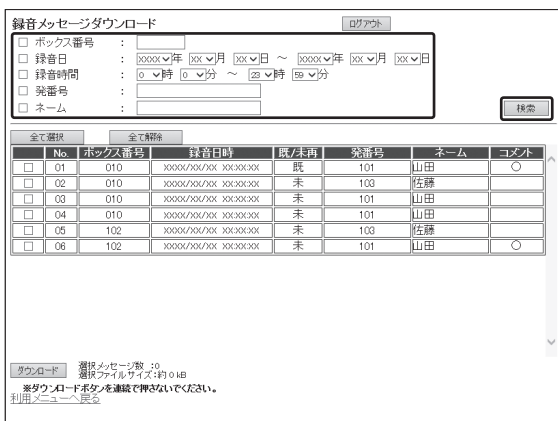 録音メッセージダウンロード ログアウト
□ ボックス番号 :
□ 録音日 : XXXX年 XX月 XX日 ～ XXXX年 XX月 XX日
□ 録音時間 : 0時 0分 ～ 23時 59分
□ 発番号 :
□ ネーム :
検索
全て選択 全て解除
No. ボックス番号 録音日時 既/未再 発番号 ネーム コメント
□ 01 010 XXXX/XX/XX XX:XX:XX 既 101 山田 ○
□ 02 010 XXXX/XX/XX XX:XX:XX 未 103 佐藤
□ 03 010 XXXX/XX/XX XX:XX:XX 未 101 山田
□ 04 010 XXXX/XX/XX XX:XX:XX 未 101 山田
□ 05 102 XXXX/XX/XX XX:XX:XX 未 103 佐藤
□ 06 102 XXXX/XX/XX XX:XX:XX 未 101 山田 ○
ダウンロード
選択メッセージ数 :0
選択ファイルサイズ:約 0 kB
※ダウンロードボタンを連続で押さないでください。
利用メニューへ戻る